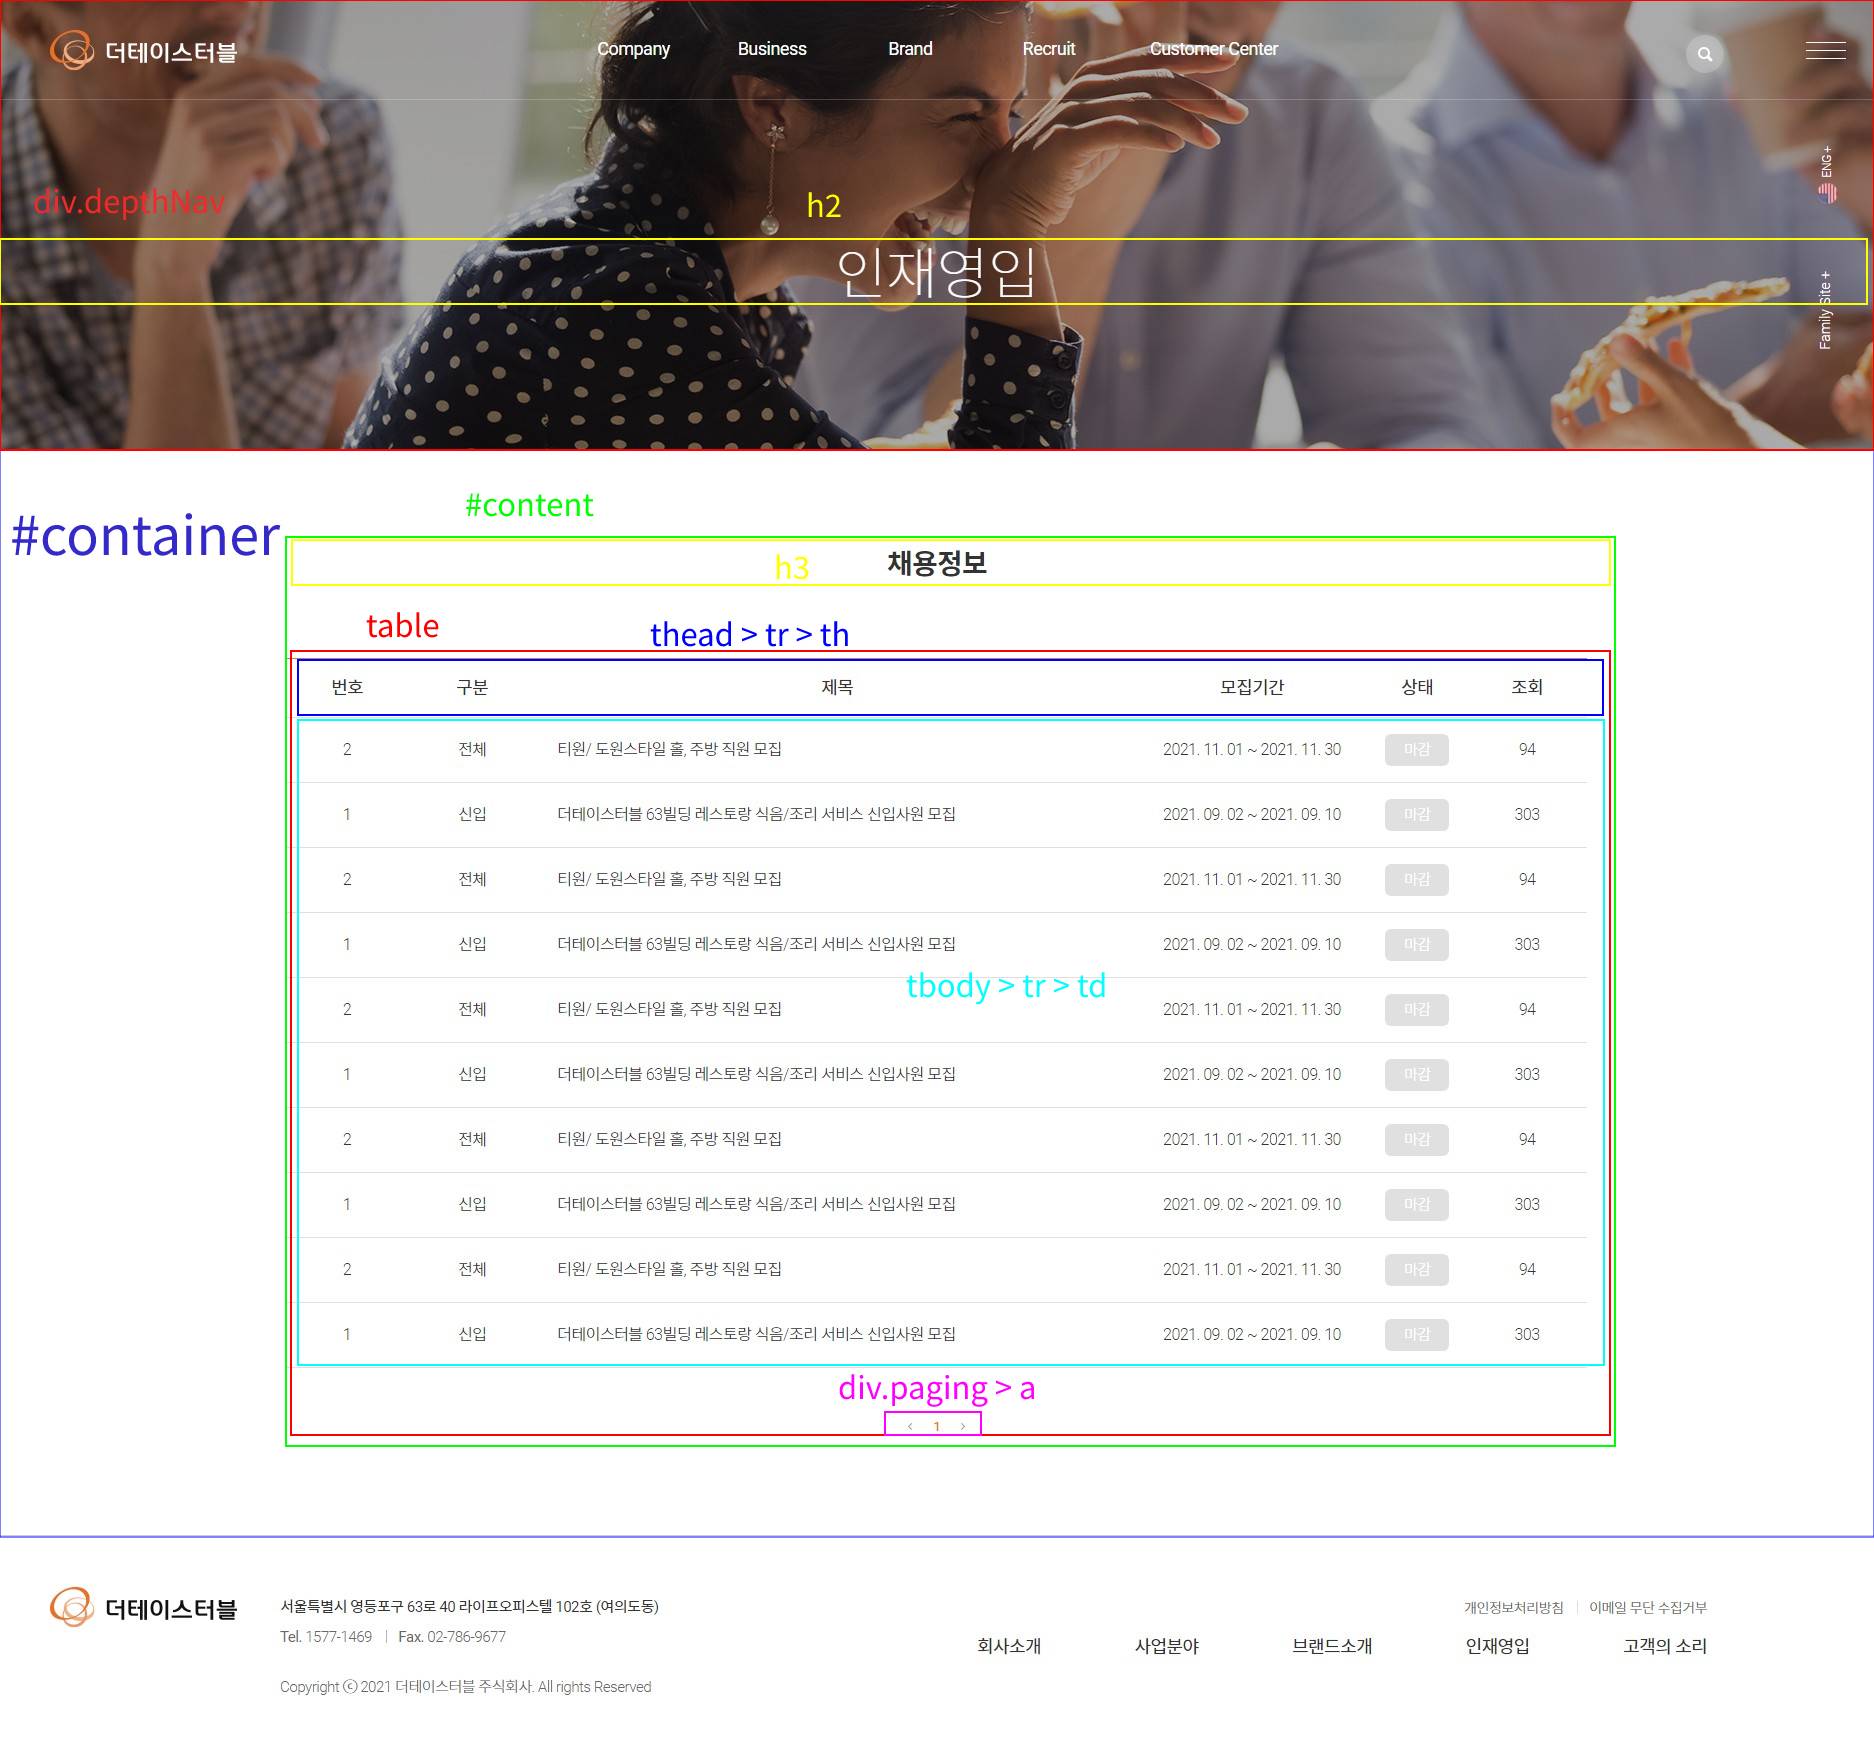 더테이스터블
Company Business Brand Recruit Customer Center
ENG+
div.depthNav
h2
인재영입
Family Site +
#content
#container
h3 채용정보
table
thead > tr > th
번호 구분 제목 모집기간 상태 조회
2 전체 티원/ 도원스타일 홀, 주방 직원 모집 2021. 11. 01 ~ 2021. 11. 30 마감 94
1 신입 더테이스터블 63빌딩 레스토랑 식음/조리 서비스 신입사원 모집 2021. 09. 02 ~ 2021. 09. 10 마감 303
2 전체 티원/ 도원스타일 홀, 주방 직원 모집 2021. 11. 01 ~ 2021. 11. 30 마감 94
1 신입 더테이스터블 63빌딩 레스토랑 식음/조리 서비스 신입사원 모집 2021. 09. 02 ~ 2021. 09. 10 마감 303
tbody > tr > td
2 전체 티원/ 도원스타일 홀, 주방 직원 모집 2021. 11. 01 ~ 2021. 11. 30 마감 94
1 신입 더테이스터블 63빌딩 레스토랑 식음/조리 서비스 신입사원 모집 2021. 09. 02 ~ 2021. 09. 10 마감 303
2 전체 티원/ 도원스타일 홀, 주방 직원 모집 2021. 11. 01 ~ 2021. 11. 30 마감 94
1 신입 더테이스터블 63빌딩 레스토랑 식음/조리 서비스 신입사원 모집 2021. 09. 02 ~ 2021. 09. 10 마감 303
2 전체 티원/ 도원스타일 홀, 주방 직원 모집 2021. 11. 01 ~ 2021. 11. 30 마감 94
1 신입 더테이스터블 63빌딩 레스토랑 식음/조리 서비스 신입사원 모집 2021. 09. 02 ~ 2021. 09. 10 마감 303
div.paging > a
‹ 1 ›
더테이스터블
서울특별시 영등포구 63로 40 라이프오피스텔 102호 (여의도동)
Tel. 1577-1469 | Fax. 02-786-9677
Copyright ⓒ 2021 더테이스터블 주식회사. All rights Reserved
개인정보처리방침 | 이메일 무단 수집거부
회사소개 사업분야 브랜드소개 인재영입 고객의 소리